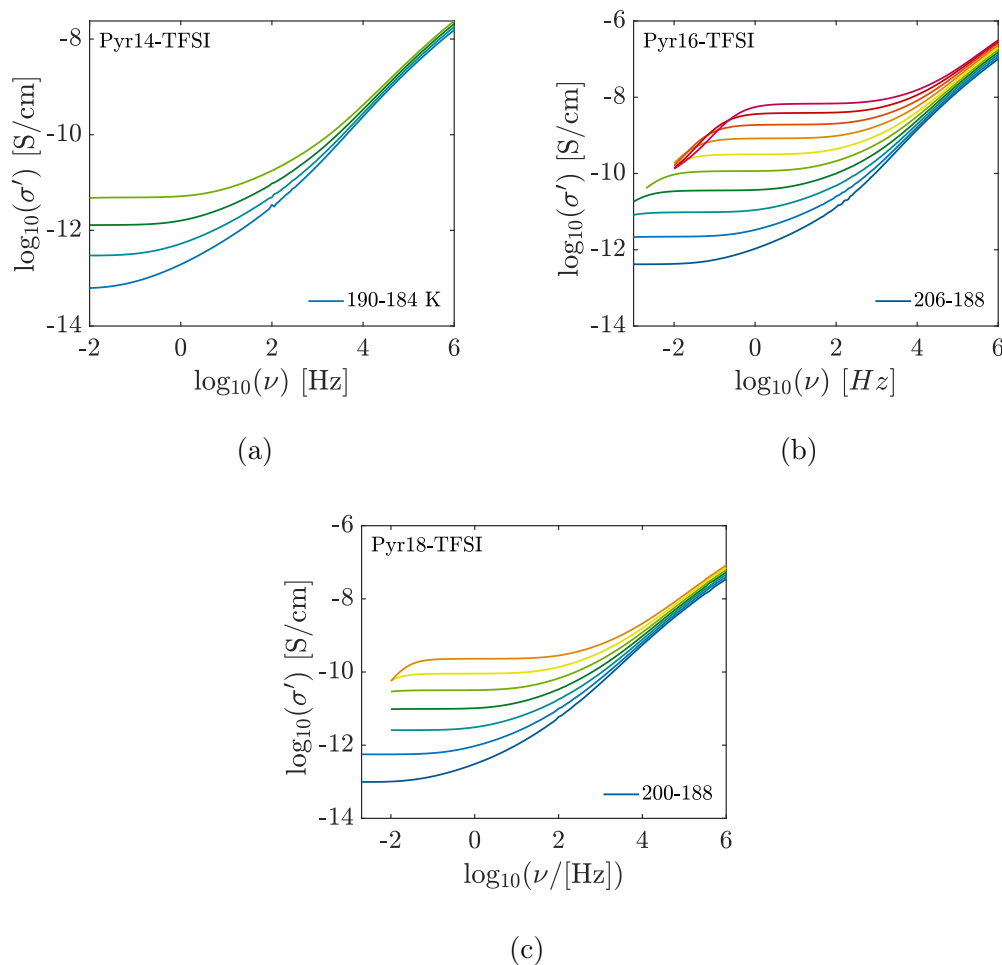 Pyr14-TFSI
-8
-10
-12
-14
log10(σ′) [S/cm]
190-184 K
-2 0 2 4 6
log10(ν) [Hz]
(a)
Pyr16-TFSI
-6
-8
-10
-12
-14
log10(σ′) [S/cm]
206-188
-2 0 2 4 6
log10(ν) [Hz]
(b)
Pyr18-TFSI
-6
-8
-10
-12
-14
log10(σ′) [S/cm]
200-188
-2 0 2 4 6
log10(ν/[Hz])
(c)